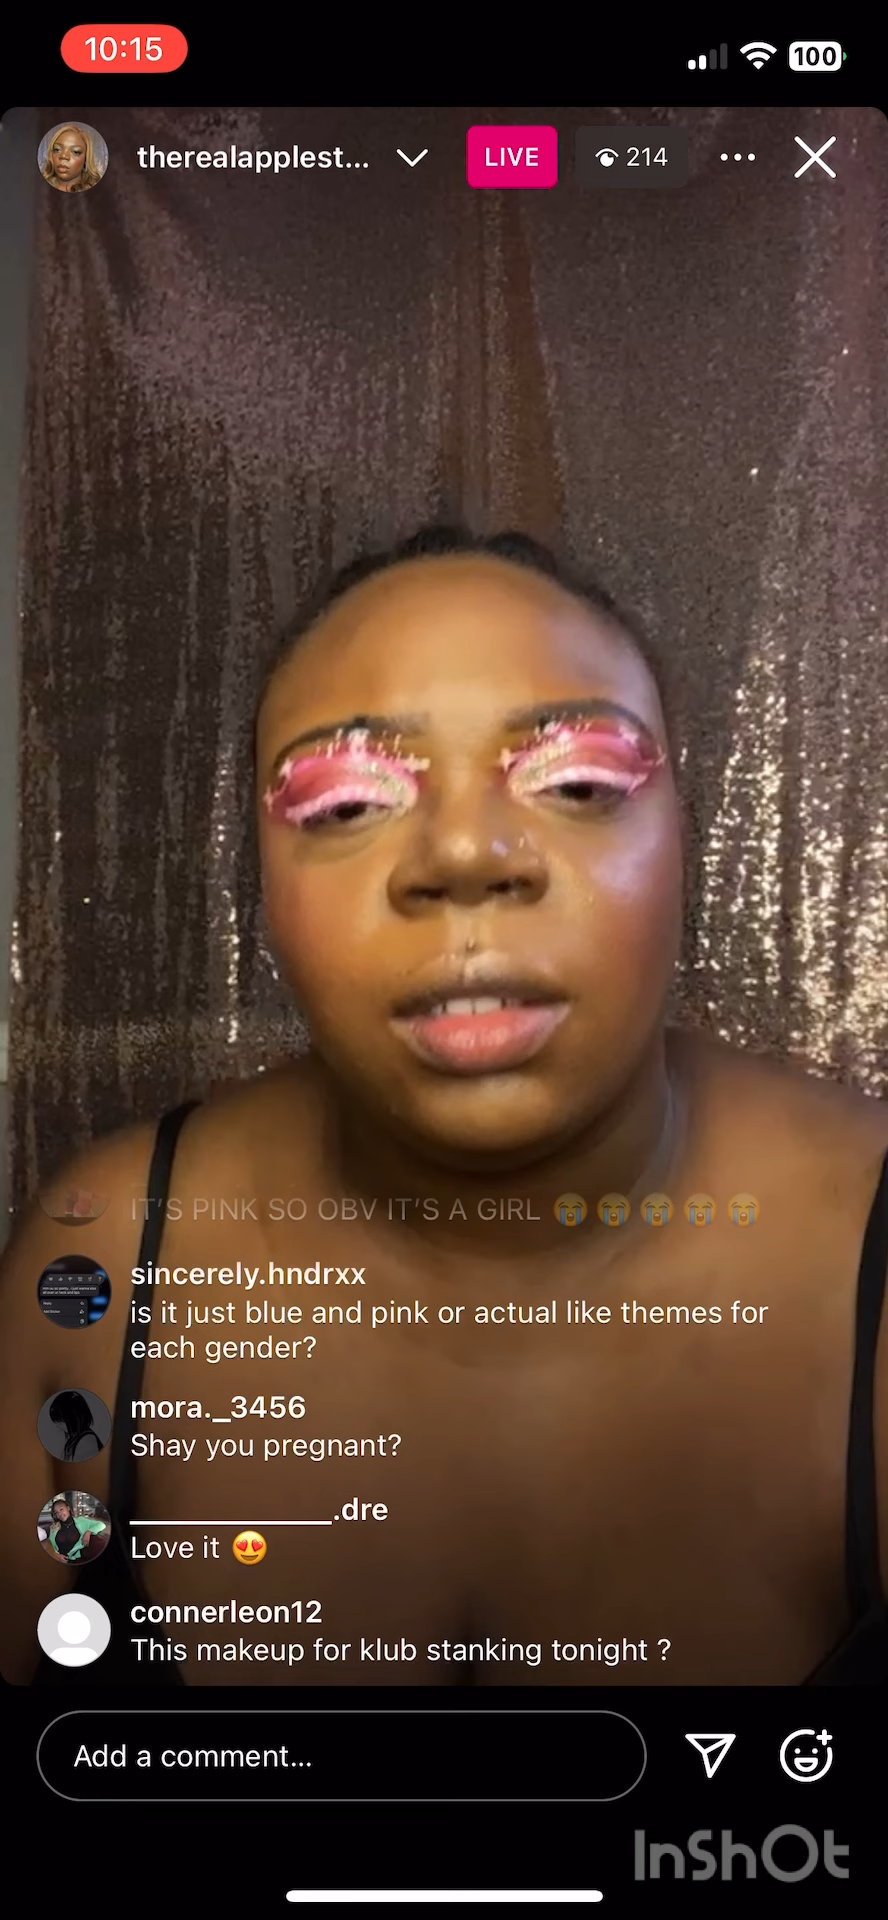 10:15
100
therealapplest...
LIVE
214
IT'S PINK SO OBV IT'S A GIRL 😭😭😭😭😭
sincerely.hndrxx
is it just blue and pink or actual like themes for
each gender?
mora._3456
Shay you pregnant?
____________.dre
Love it 😍
connerleon12
This makeup for klub stanking tonight ?
Add a comment...
InShOt